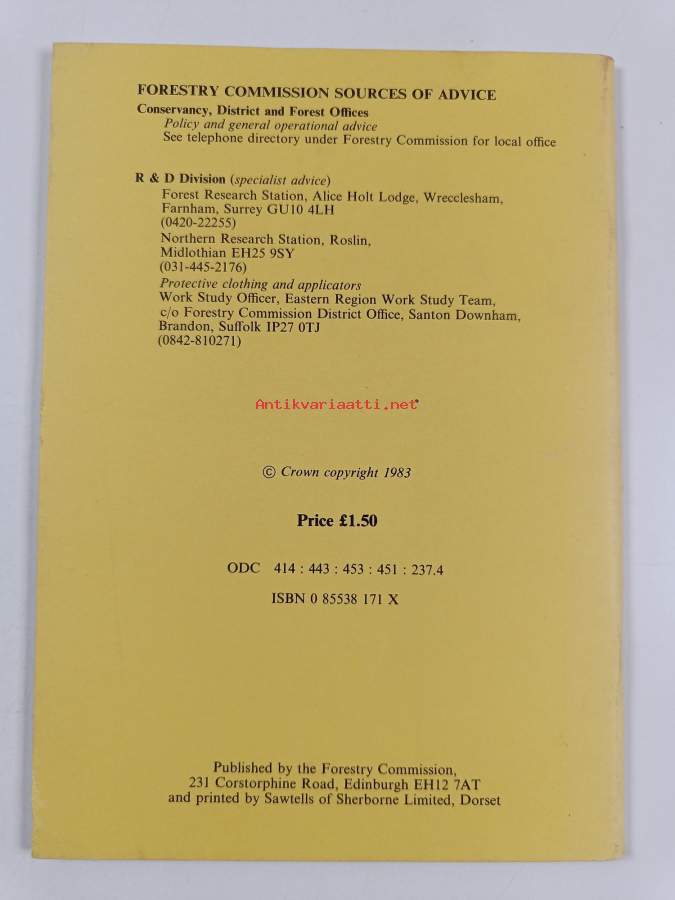 FORESTRY COMMISSION SOURCES OF ADVICE
Conservancy, District and Forest Offices
Policy and general operational advice
See telephone directory under Forestry Commission for local office
R & D Division (specialist advice)
Forest Research Station, Alice Holt Lodge, Wrecclesham,
Farnham, Surrey GU10 4LH
(0420-22255)
Northern Research Station, Roslin,
Midlothian EH25 9SY
(031-445-2176)
Protective clothing and applicators
Work Study Officer, Eastern Region Work Study Team,
c/o Forestry Commission District Office, Santon Downham,
Brandon, Suffolk IP27 0TJ
(0842-810271)
Antikvariaatti.net
© Crown copyright 1983
Price £1.50
ODC 414 : 443 : 453 : 451 : 237.4
ISBN 0 85538 171 X
Published by the Forestry Commission,
231 Corstorphine Road, Edinburgh EH12 7AT
and printed by Sawtells of Sherborne Limited, Dorset